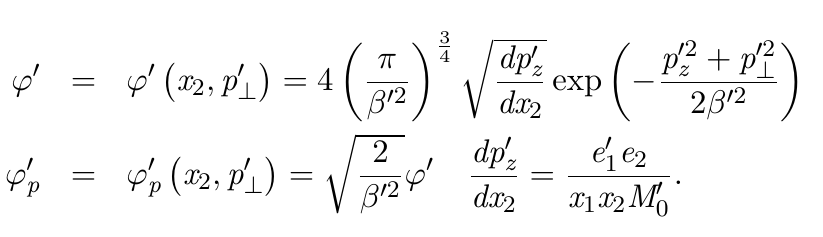 φ′ = φ′ (x₂, p′⊥) = 4 (π/β′²)^{3/4} √(dp′_z/dx₂) exp(−(p′_z² + p′⊥²)/(2β′²))
φ′_p = φ′_p (x₂, p′⊥) = √(2/β′²) φ′  dp′_z/dx₂ = e′₁e₂/(x₁x₂M′₀).